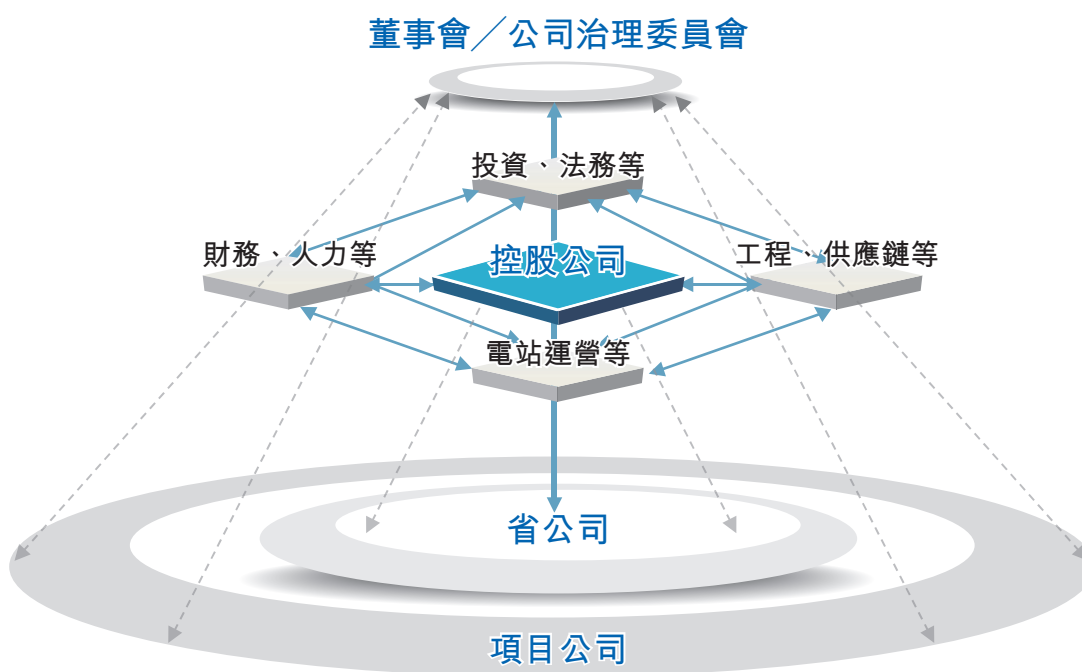 董事會／公司治理委員會
投資、法務等
財務、人力等
控股公司
工程、供應鏈等
電站運營等
省公司
項目公司